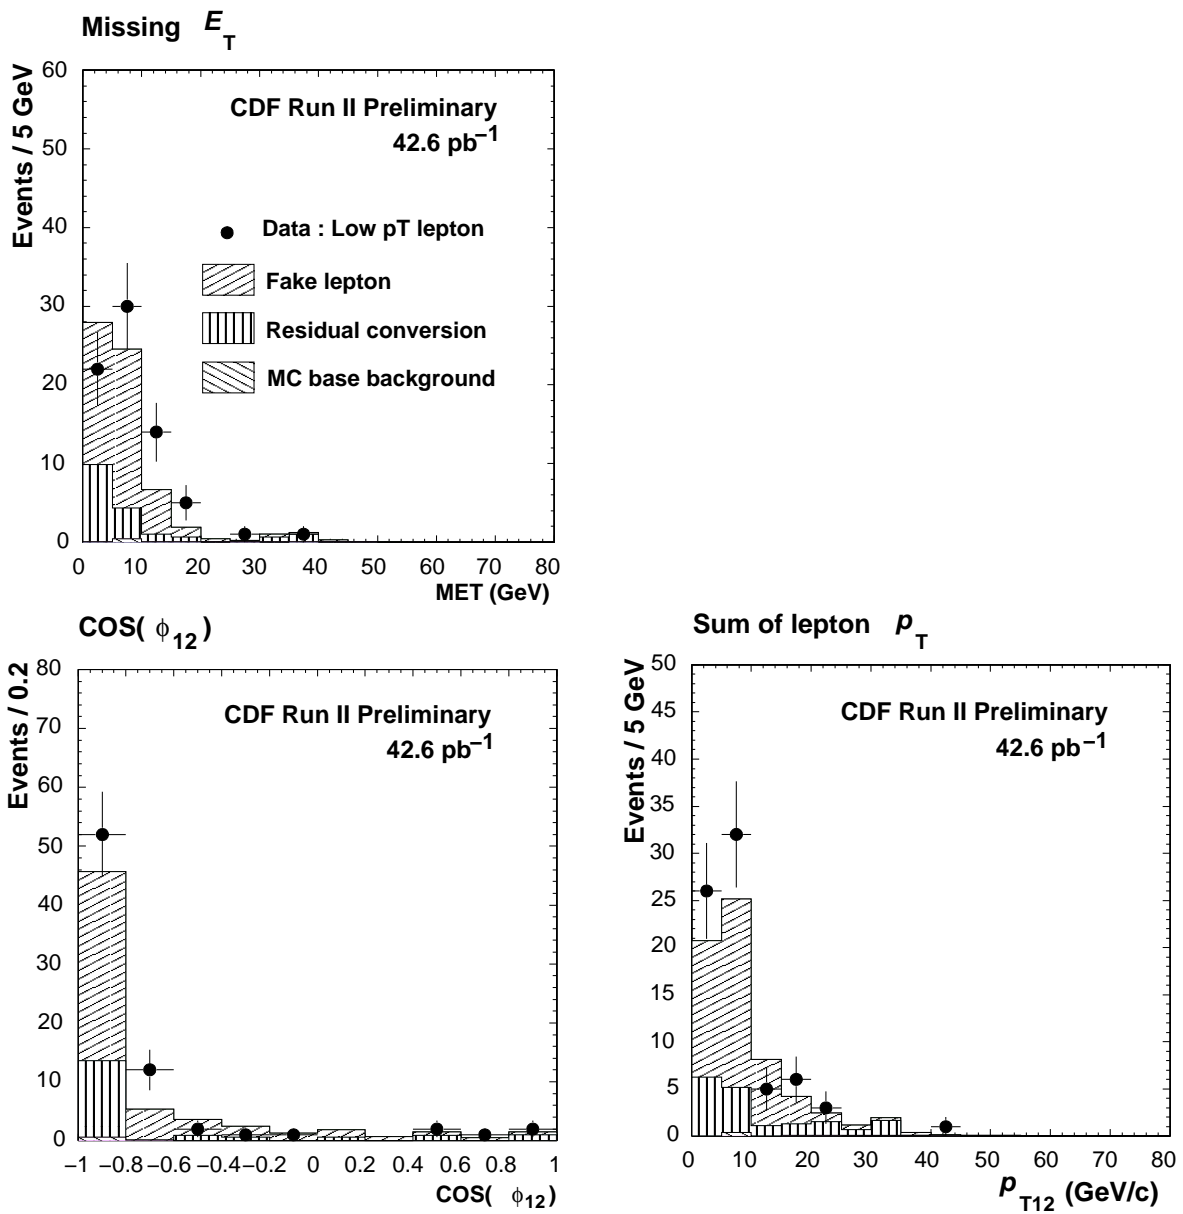 Missing E_T
Events / 5 GeV
60
50
40
30
20
10
0
CDF Run II Preliminary
42.6 pb⁻¹
Data : Low pT lepton
Fake lepton
Residual conversion
MC base background
0 10 20 30 40 50 60 70 80
MET (GeV)
COS( ϕ₁₂)
Events / 0.2
80
70
60
50
40
30
20
10
0
CDF Run II Preliminary
42.6 pb⁻¹
−1 −0.8 −0.6 −0.4 −0.2 0 0.2 0.4 0.6 0.8 1
COS( ϕ₁₂)
Sum of lepton p_T
Events / 5 GeV
50
45
40
35
30
25
20
15
10
5
0
CDF Run II Preliminary
42.6 pb⁻¹
0 10 20 30 40 50 60 70 80
p_T12 (GeV/c)